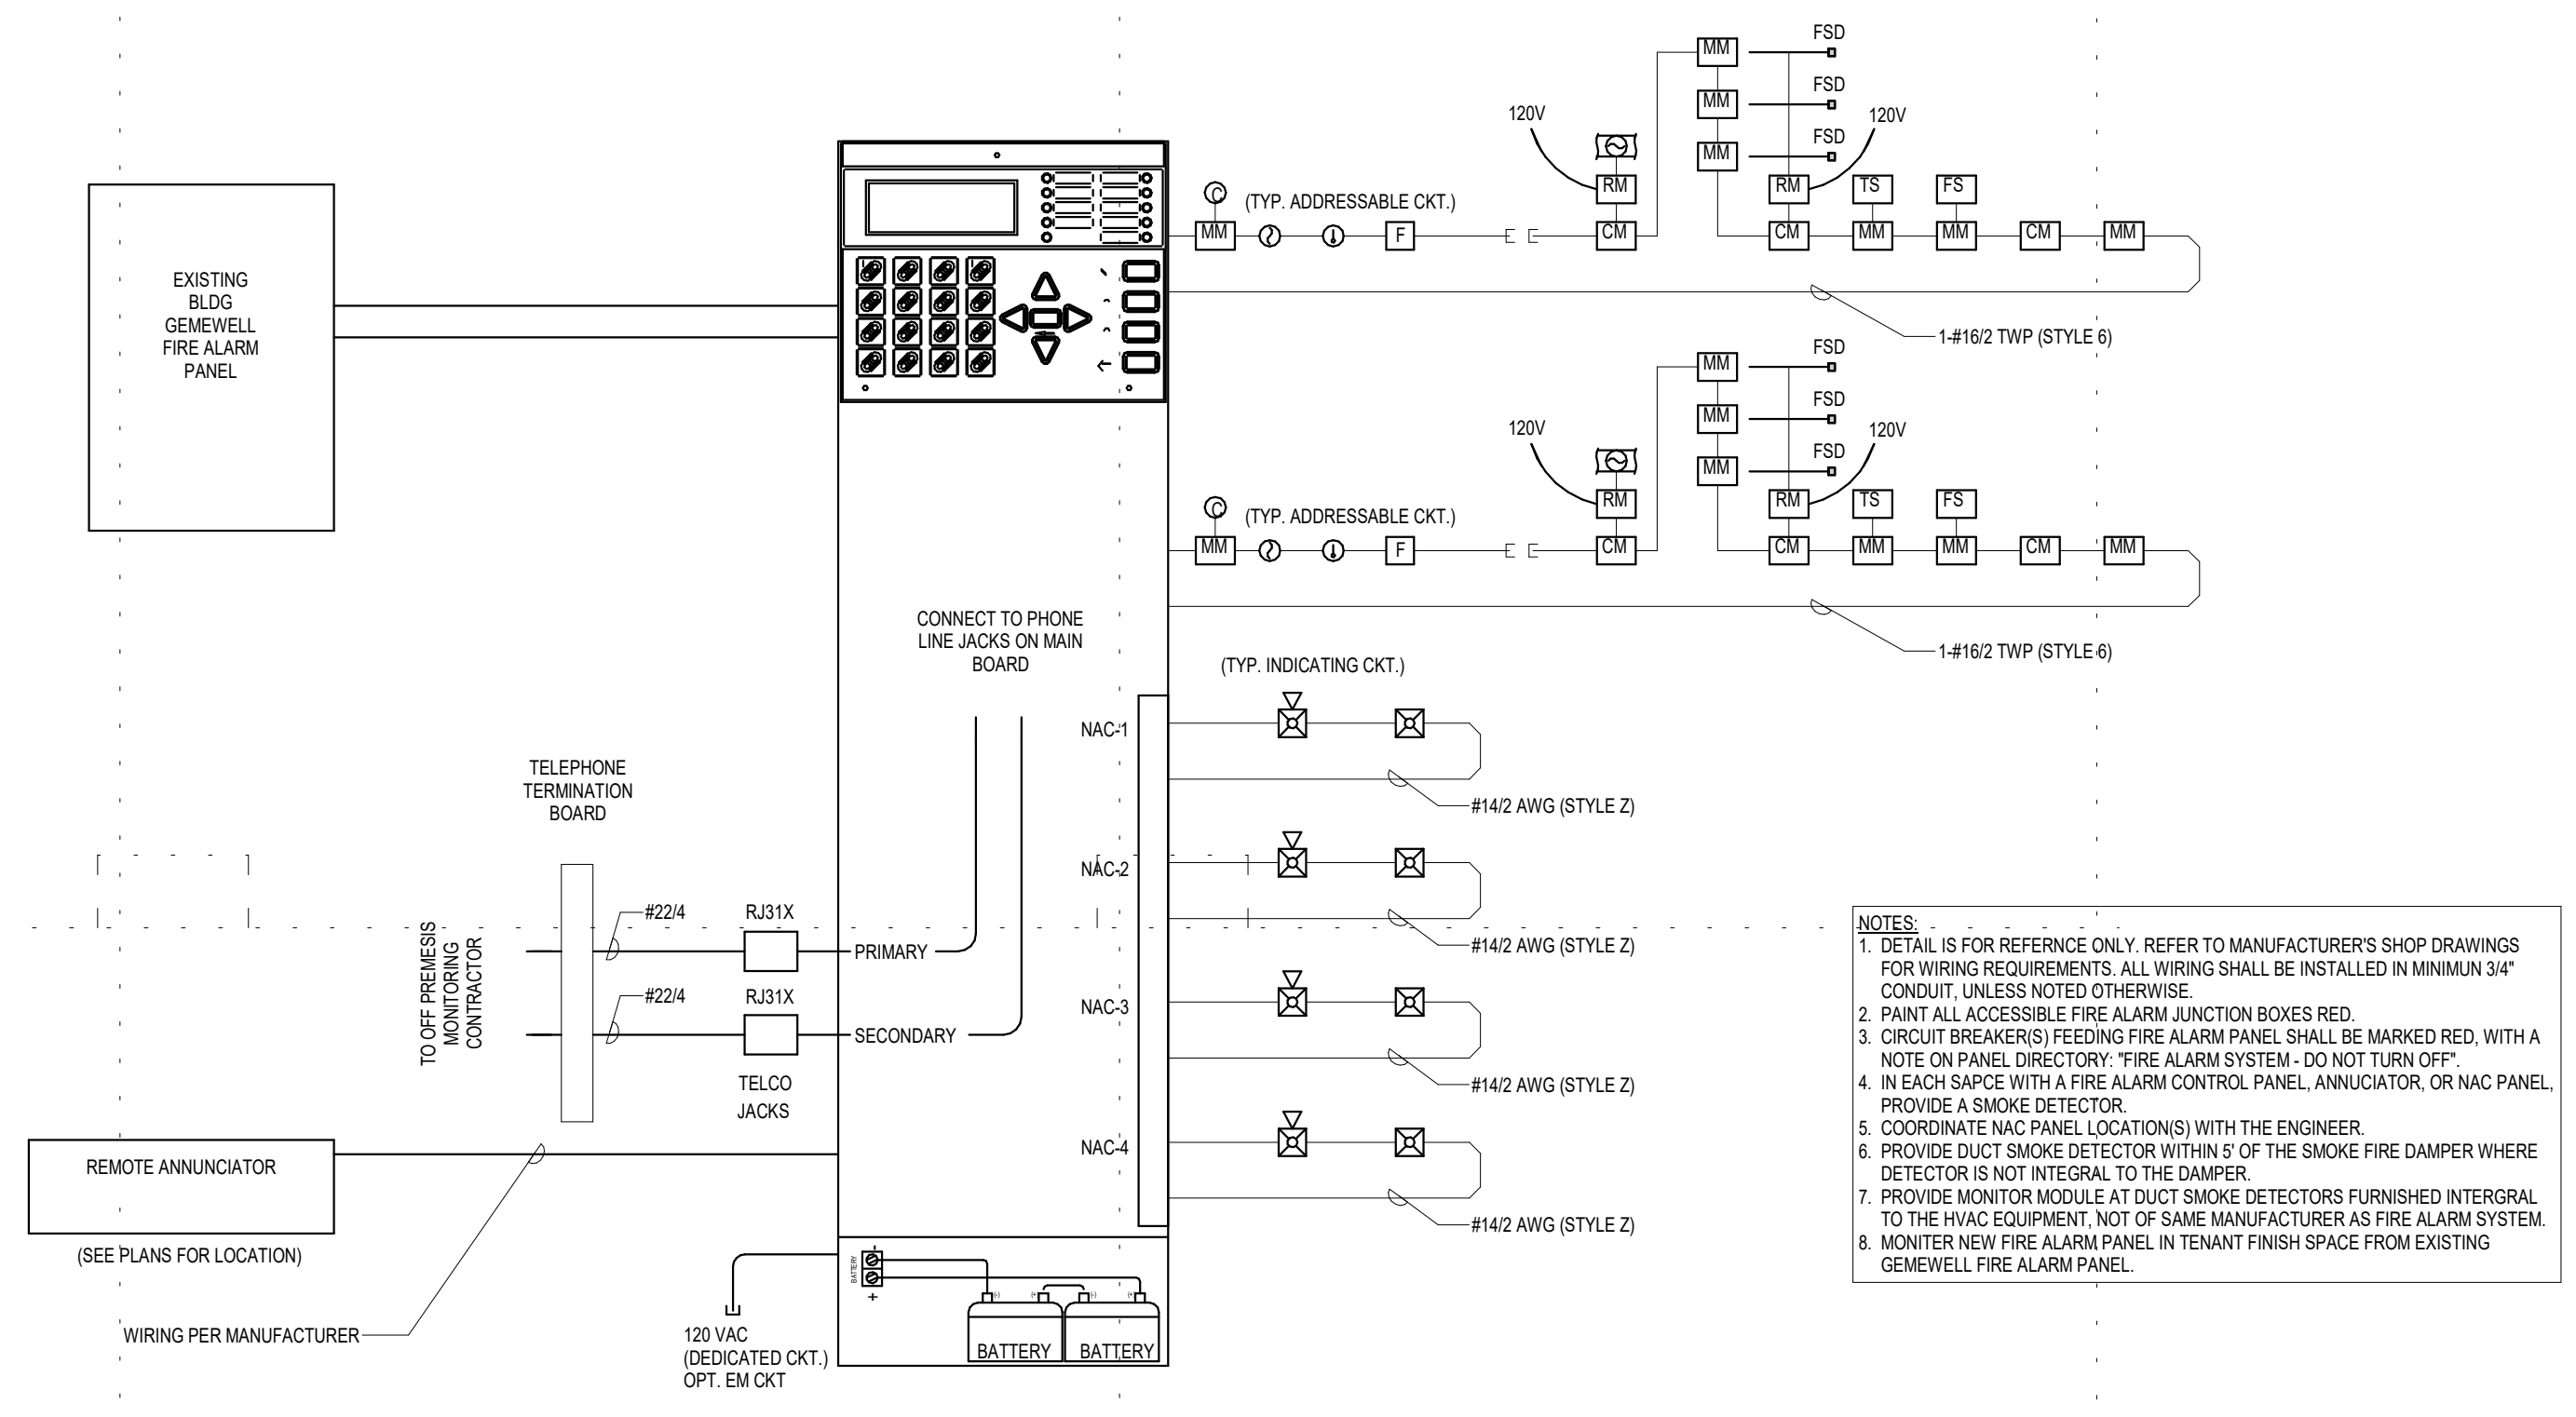 EXISTING
BLDG
GEMEWELL
FIRE ALARM
PANEL
C
(TYP. ADDRESSABLE CKT.)
MM
F
120V
RM
CM
MM
FSD
MM
FSD
MM
FSD
120V
RM
TS
FS
CM
MM
MM
CM
MM
1-#16/2 TWP (STYLE 6)
C
(TYP. ADDRESSABLE CKT.)
MM
F
120V
RM
CM
MM
FSD
MM
FSD
MM
FSD
120V
RM
TS
FS
CM
MM
MM
CM
MM
1-#16/2 TWP (STYLE 6)
CONNECT TO PHONE
LINE JACKS ON MAIN
BOARD
(TYP. INDICATING CKT.)
NAC-1
#14/2 AWG (STYLE Z)
NAC-2
#14/2 AWG (STYLE Z)
NAC-3
#14/2 AWG (STYLE Z)
NAC-4
#14/2 AWG (STYLE Z)
TELEPHONE
TERMINATION
BOARD
TO OFF PREMESIS
MONITORING
CONTRACTOR
#22/4
RJ31X
PRIMARY
#22/4
RJ31X
SECONDARY
TELCO
JACKS
REMOTE ANNUNCIATOR
(SEE PLANS FOR LOCATION)
WIRING PER MANUFACTURER
120 VAC
(DEDICATED CKT.)
OPT. EM CKT
BATTERY
-
+
(-)
(+)
(-)
(+)
BATTERY
BATTERY
NOTES:
1. DETAIL IS FOR REFERNCE ONLY. REFER TO MANUFACTURER'S SHOP DRAWINGS
FOR WIRING REQUIREMENTS. ALL WIRING SHALL BE INSTALLED IN MINIMUN 3/4"
CONDUIT, UNLESS NOTED OTHERWISE.
2. PAINT ALL ACCESSIBLE FIRE ALARM JUNCTION BOXES RED.
3. CIRCUIT BREAKER(S) FEEDING FIRE ALARM PANEL SHALL BE MARKED RED, WITH A
NOTE ON PANEL DIRECTORY: "FIRE ALARM SYSTEM - DO NOT TURN OFF".
4. IN EACH SAPCE WITH A FIRE ALARM CONTROL PANEL, ANNUCIATOR, OR NAC PANEL,
PROVIDE A SMOKE DETECTOR.
5. COORDINATE NAC PANEL LOCATION(S) WITH THE ENGINEER.
6. PROVIDE DUCT SMOKE DETECTOR WITHIN 5' OF THE SMOKE FIRE DAMPER WHERE
DETECTOR IS NOT INTEGRAL TO THE DAMPER.
7. PROVIDE MONITOR MODULE AT DUCT SMOKE DETECTORS FURNISHED INTERGRAL
TO THE HVAC EQUIPMENT, NOT OF SAME MANUFACTURER AS FIRE ALARM SYSTEM.
8. MONITER NEW FIRE ALARM PANEL IN TENANT FINISH SPACE FROM EXISTING
GEMEWELL FIRE ALARM PANEL.